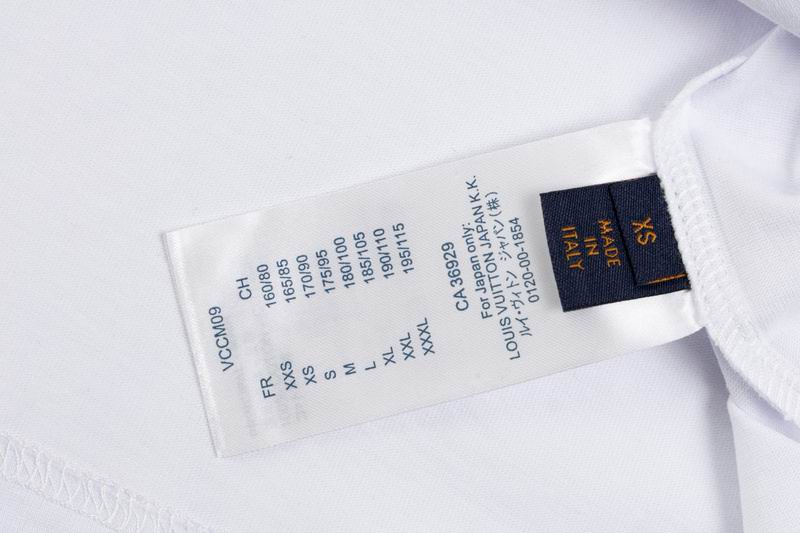 VCCM09
FR CH
XXS 160/80
XS 165/85
S 170/90
M 175/95
L 180/100
XL 185/105
XXL 190/110
XXXL 195/115
CA 36929
For Japan only:
LOUIS VUITTON JAPAN K.K.
ルイ・ヴィトン ジャパン(株)
0120-00-1854
MADE
IN
ITALY
XS